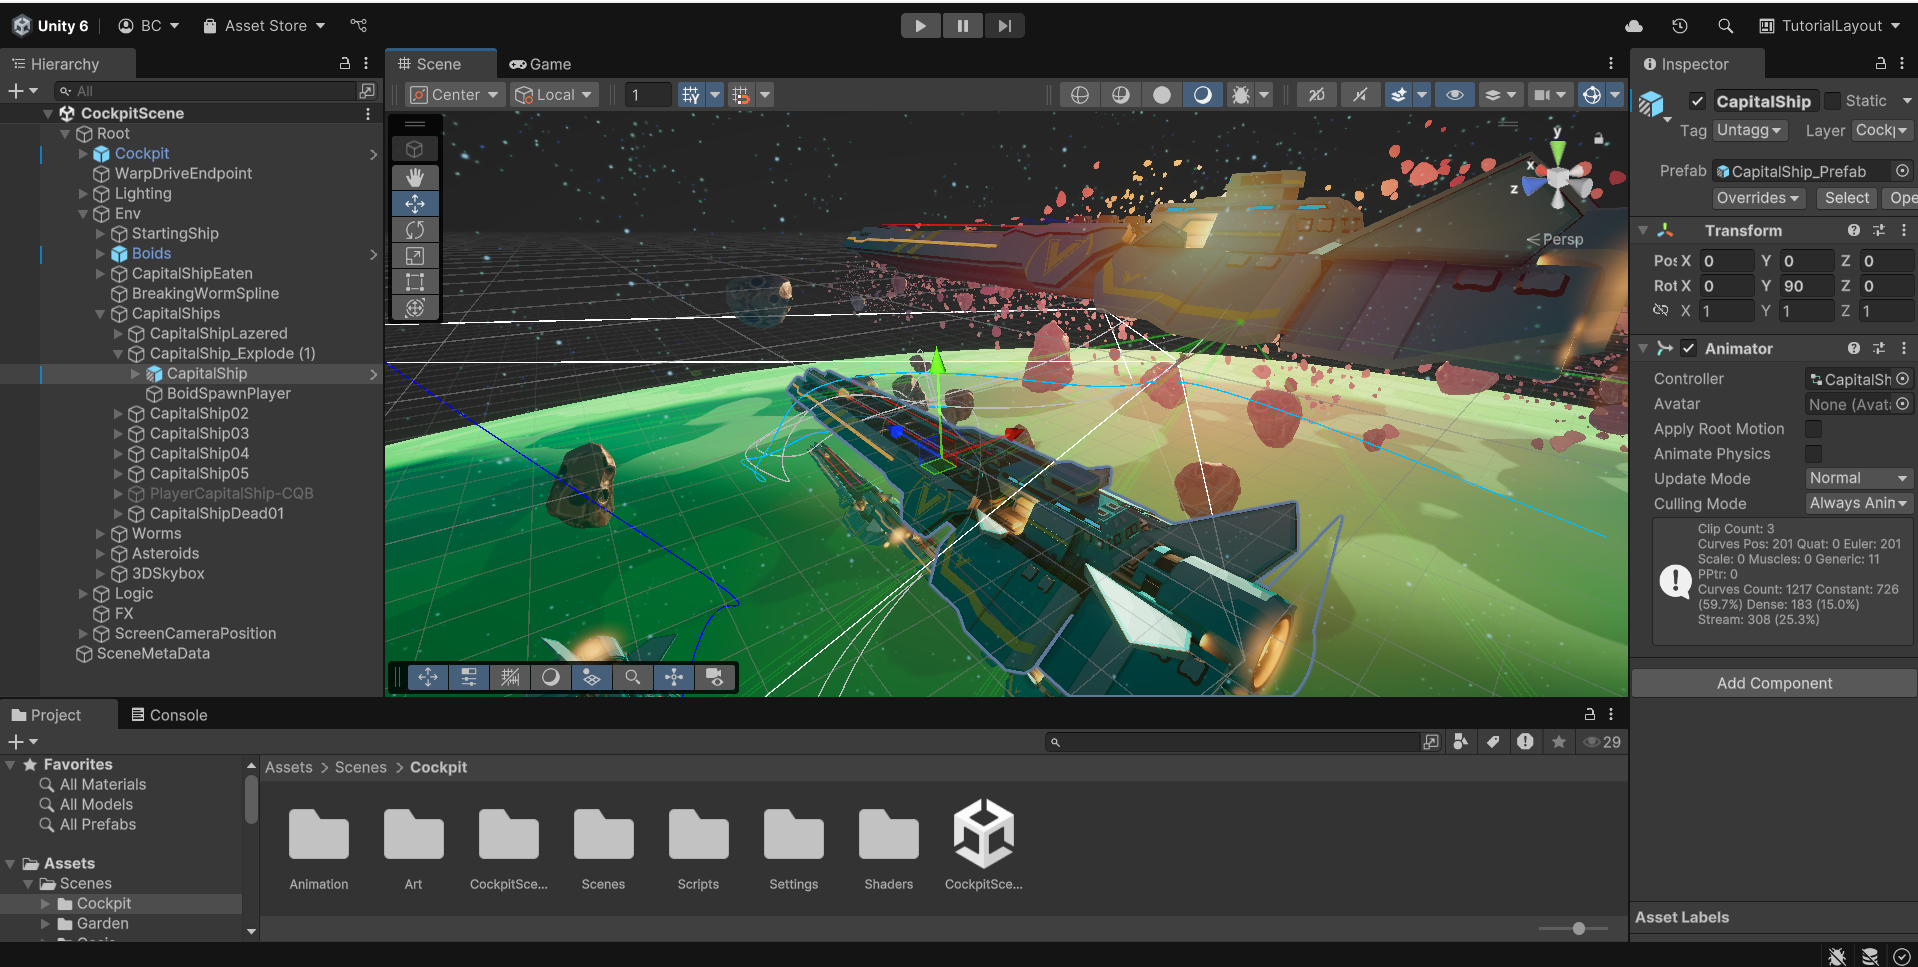 Unity 6
BC
Asset Store
TutorialLayout
Hierarchy
All
CockpitScene
Root
Cockpit
WarpDriveEndpoint
Lighting
Env
StartingShip
Boids
CapitalShipEaten
BreakingWormSpline
CapitalShips
CapitalShipLazered
CapitalShip_Explode (1)
CapitalShip
BoidSpawnPlayer
CapitalShip02
CapitalShip03
CapitalShip04
CapitalShip05
PlayerCapitalShip-CQB
CapitalShipDead01
Worms
Asteroids
3DSkybox
Logic
FX
ScreenCameraPosition
SceneMetaData
Scene
Game
Center
Local
1
2D
y
x
z
Persp
Inspector
CapitalShip
Static
Tag Untagg
Layer Cock
Prefab CapitalShip_Prefab
Overrides
Select
Ope
Transform
Pos X 0 Y 0 Z 0
Rot X 0 Y 90 Z 0
X 1 Y 1 Z 1
Animator
Controller CapitalSh
Avatar None (Avata
Apply Root Motion
Animate Physics
Update Mode Normal
Culling Mode Always Anim
Clip Count: 3
Curves Pos: 201 Quat: 0 Euler: 201
Scale: 0 Muscles: 0 Generic: 11
PPtr: 0
Curves Count: 1217 Constant: 726
(59.7%) Dense: 183 (15.0%)
Stream: 308 (25.3%)
Add Component
Asset Labels
Project
Console
29
Favorites
All Materials
All Models
All Prefabs
Assets
Scenes
Cockpit
Garden
Assets > Scenes > Cockpit
Animation
Art
CockpitSce...
Scenes
Scripts
Settings
Shaders
CockpitSce...